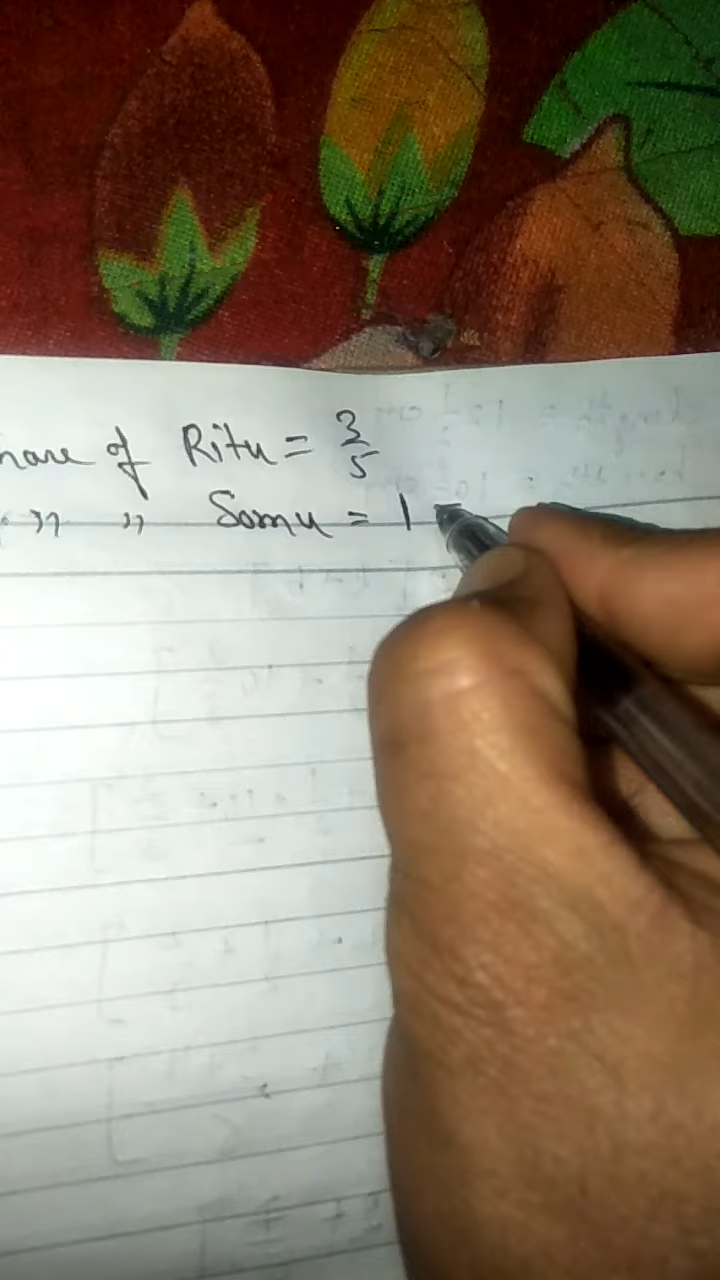 hare of Ritu = 3/5
,, ,, Somu = 1 -